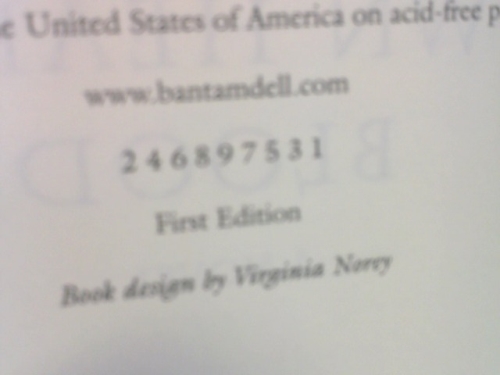 e United States of America on acid-free p
www.bantamdell.com
2 4 6 8 9 7 5 3 1
First Edition
Book design by Virginia Norey